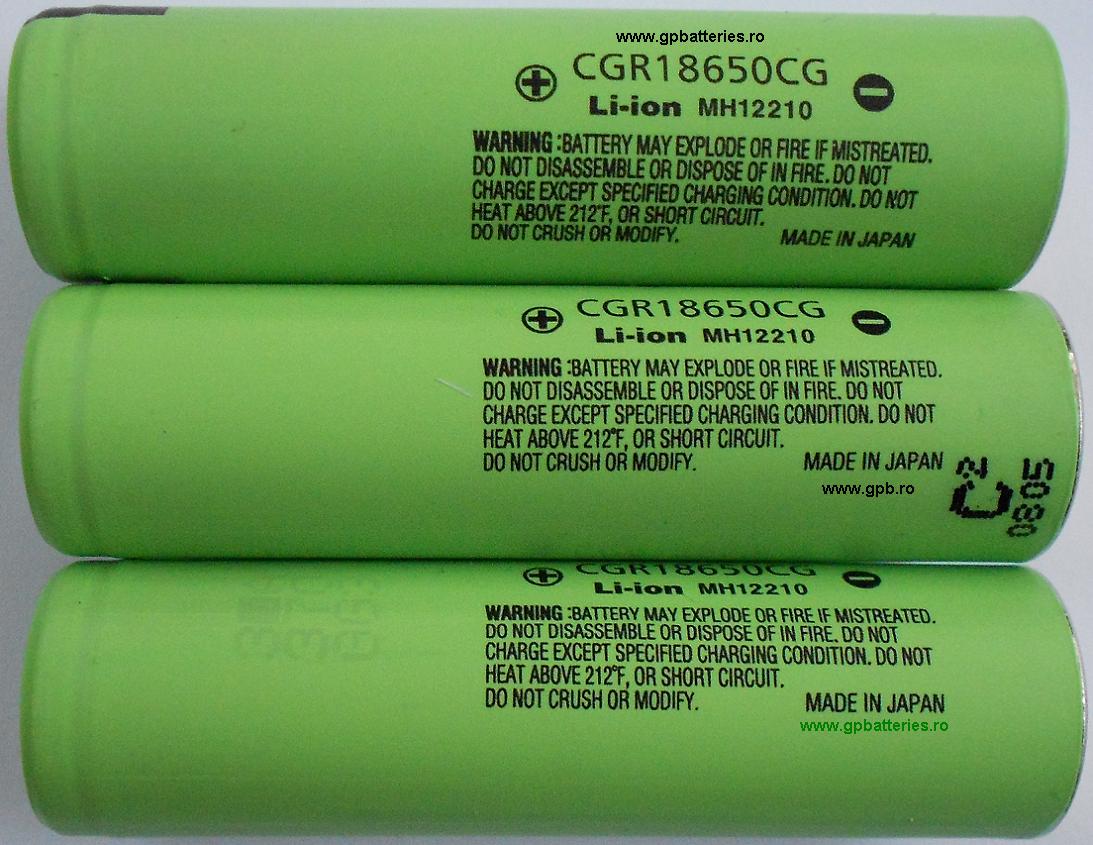 www.gpbatteries.ro
CGR18650CG
Li-ion MH12210
WARNING :BATTERY MAY EXPLODE OR FIRE IF MISTREATED.
DO NOT DISASSEMBLE OR DISPOSE OF IN FIRE. DO NOT
CHARGE EXCEPT SPECIFIED CHARGING CONDITION. DO NOT
HEAT ABOVE 212°F, OR SHORT CIRCUIT.
DO NOT CRUSH OR MODIFY. MADE IN JAPAN
CGR18650CG
Li-ion MH12210
WARNING :BATTERY MAY EXPLODE OR FIRE IF MISTREATED.
DO NOT DISASSEMBLE OR DISPOSE OF IN FIRE. DO NOT
CHARGE EXCEPT SPECIFIED CHARGING CONDITION. DO NOT
HEAT ABOVE 212°F, OR SHORT CIRCUIT.
DO NOT CRUSH OR MODIFY. MADE IN JAPAN
www.gpb.ro
C2
0805
CGR18650CG
Li-ion MH12210
WARNING :BATTERY MAY EXPLODE OR FIRE IF MISTREATED.
DO NOT DISASSEMBLE OR DISPOSE OF IN FIRE. DO NOT
CHARGE EXCEPT SPECIFIED CHARGING CONDITION. DO NOT
HEAT ABOVE 212°F, OR SHORT CIRCUIT.
DO NOT CRUSH OR MODIFY. MADE IN JAPAN
www.gpbatteries.ro